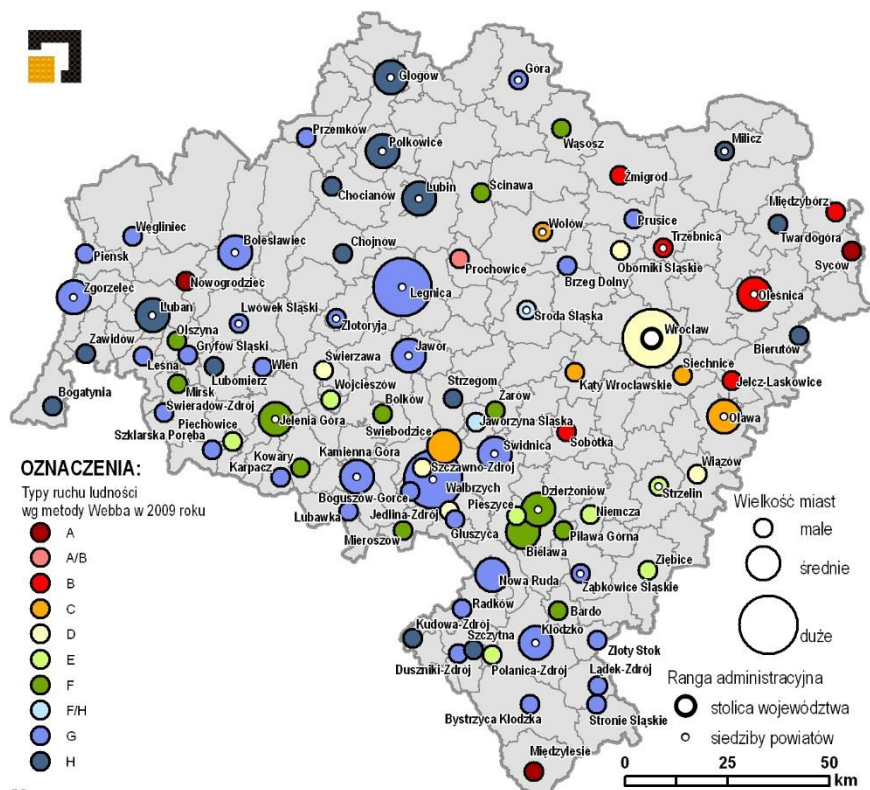 Głogów
Góra
Przemków
Polkowice
Wąsosz
Milicz
Chocianów
Lubin
Ścinawa
Żmigród
Międzybórz
Węgliniec
Bolesławiec
Chojnów
Wołów
Prusice
Twardogóra
Pieńsk
Trzebnica
Prochowice
Oborniki Śląskie
Syców
Nowogrodziec
Brzeg Dolny
Zgorzelec
Legnica
Oleśnica
Lubań
Lwówek Śląski
Złotoryja
Środa Śląska
Wrocław
Olszyna
Zawidów
Gryfów Śląski
Jawor
Bierutów
Leśna
Wleń
Świerzawa
Siechnice
Lubomierz
Strzegom
Kąty Wrocławskie
Jelcz-Laskowice
Bogatynia
Mirsk
Wojcieszów
Żarów
Świeradów-Zdrój
Bolków
Jaworzyna Śląska
Oława
Piechowice
Jelenia Góra
Świebodzice
Sobótka
Szklarska Poręba
Kamienna Góra
Świdnica
Kowary
Szczawno-Zdrój
Wiązów
Karpacz
Wałbrzych
Dzierżoniów
Strzelin
Boguszów-Gorce
Pieszyce
Niemcza
Lubawka
Jedlina-Zdrój
Głuszyca
Piława Górna
Mieroszów
Bielawa
Ziębice
Nowa Ruda
Ząbkowice Śląskie
Radków
Bardo
Kudowa-Zdrój
Kłodzko
Szczytna
Złoty Stok
Duszniki-Zdrój
Polanica-Zdrój
Lądek-Zdrój
Bystrzyca Kłodzka
Stronie Śląskie
Międzylesie
OZNACZENIA:
Typy ruchu ludności
wg metody Webba w 2009 roku
A
A/B
B
C
D
E
F
F/H
G
H
Wielkość miast
małe
średnie
duże
Ranga administracyjna
stolica województwa
siedziby powiatów
0 25 50
km